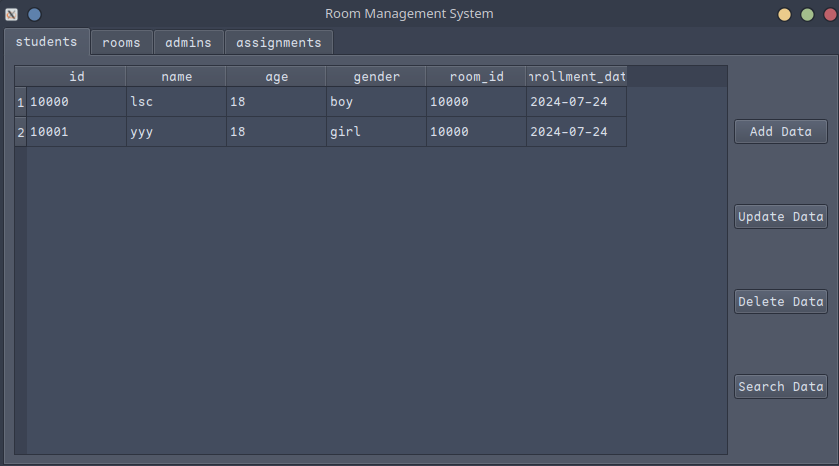 Room Management System
students rooms admins assignments
id name age gender room_id nrollment_dat
1 10000 lsc 18 boy 10000 2024-07-24
2 10001 yyy 18 girl 10000 2024-07-24
Add Data
Update Data
Delete Data
Search Data